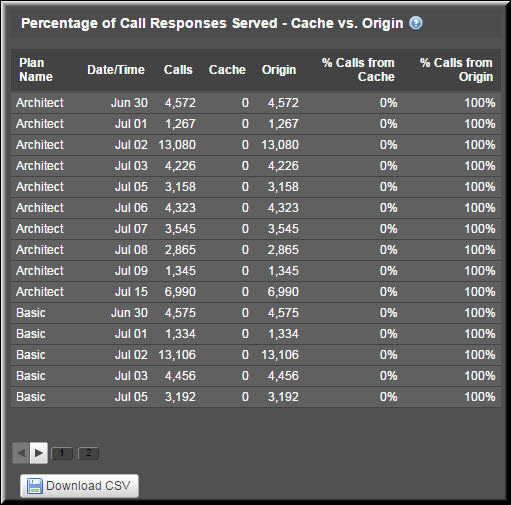 Percentage of Call Responses Served - Cache vs. Origin ?
Plan Name Date/Time Calls Cache Origin % Calls from Cache % Calls from Origin
Architect Jun 30 4,572 0 4,572 0% 100%
Architect Jul 01 1,267 0 1,267 0% 100%
Architect Jul 02 13,080 0 13,080 0% 100%
Architect Jul 03 4,226 0 4,226 0% 100%
Architect Jul 05 3,158 0 3,158 0% 100%
Architect Jul 06 4,323 0 4,323 0% 100%
Architect Jul 07 3,545 0 3,545 0% 100%
Architect Jul 08 2,865 0 2,865 0% 100%
Architect Jul 09 1,345 0 1,345 0% 100%
Architect Jul 15 6,990 0 6,990 0% 100%
Basic Jun 30 4,575 0 4,575 0% 100%
Basic Jul 01 1,334 0 1,334 0% 100%
Basic Jul 02 13,106 0 13,106 0% 100%
Basic Jul 03 4,456 0 4,456 0% 100%
Basic Jul 05 3,192 0 3,192 0% 100%
1 2
Download CSV